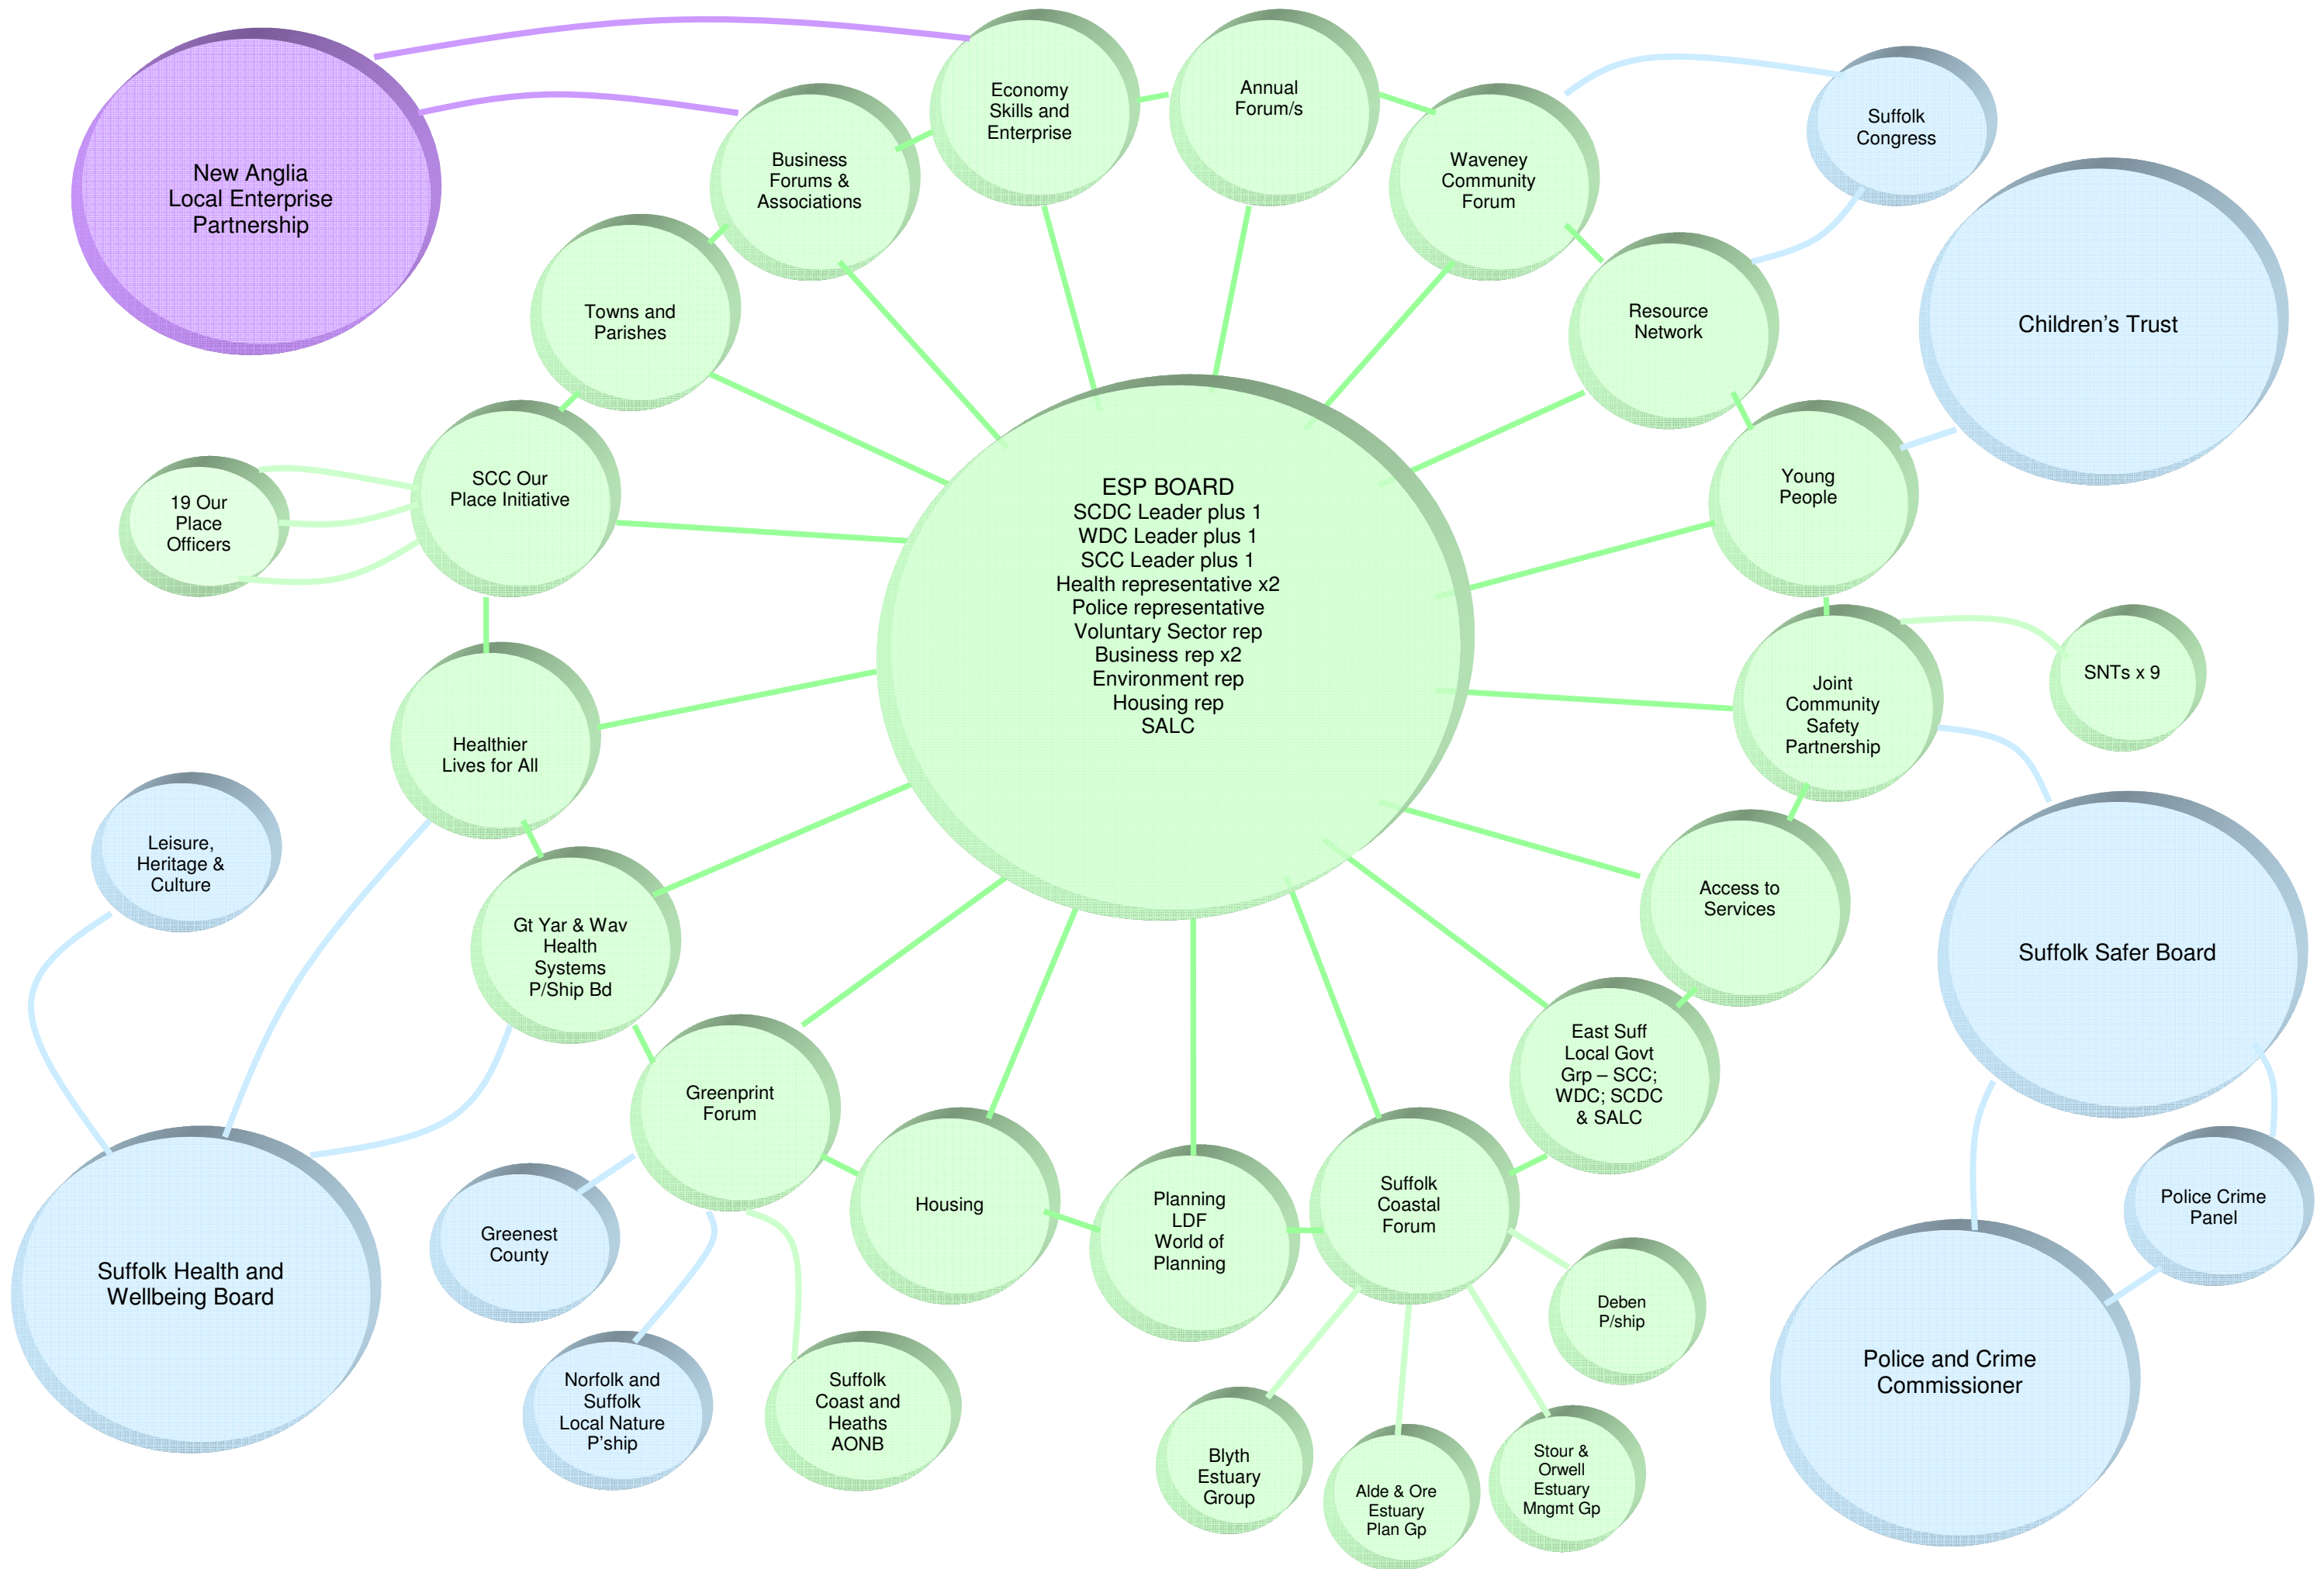 Economy
Skills and
Enterprise
Annual
Forum/s
Suffolk
Congress
New Anglia
Local Enterprise
Partnership
Business
Forums &
Associations
Waveney
Community
Forum
Towns and
Parishes
Resource
Network
Children’s Trust
SCC Our
Place Initiative
19 Our
Place
Officers
ESP BOARD
SCDC Leader plus 1
WDC Leader plus 1
SCC Leader plus 1
Health representative x2
Police representative
Voluntary Sector rep
Business rep x2
Environment rep
Housing rep
SALC
Young
People
Joint
Community
Safety
Partnership
SNTs x 9
Healthier
Lives for All
Leisure,
Heritage &
Culture
Access to
Services
Gt Yar & Wav
Health
Systems
P/Ship Bd
Suffolk Safer Board
East Suff
Local Govt
Grp – SCC;
WDC; SCDC
& SALC
Greenprint
Forum
Housing
Planning
LDF
World of
Planning
Suffolk
Coastal
Forum
Police Crime
Panel
Greenest
County
Suffolk Health and
Wellbeing Board
Deben
P/ship
Police and Crime
Commissioner
Norfolk and
Suffolk
Local Nature
P’ship
Suffolk
Coast and
Heaths
AONB
Blyth
Estuary
Group
Alde & Ore
Estuary
Plan Gp
Stour &
Orwell
Estuary
Mngmt Gp